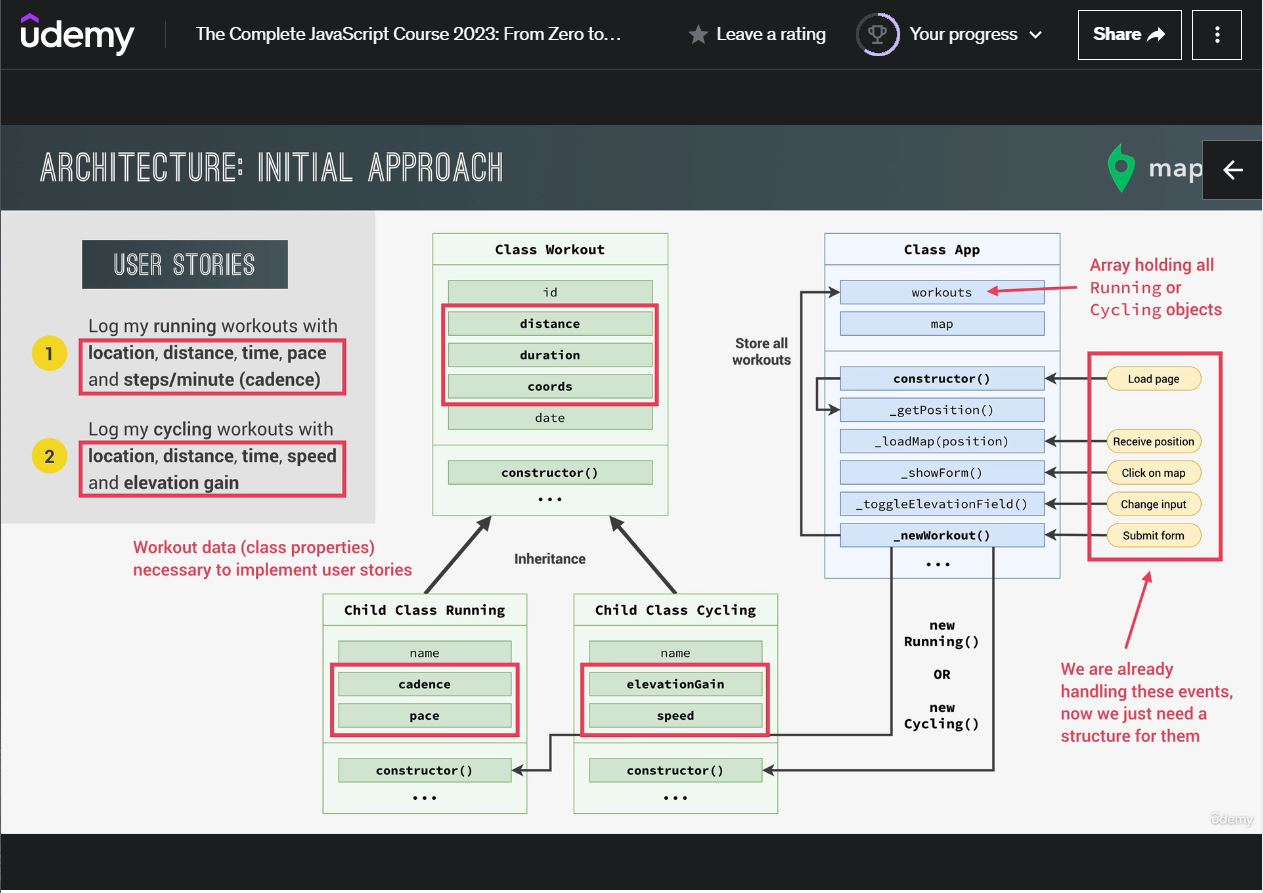 ûdemy
The Complete JavaScript Course 2023: From Zero to…
Leave a rating
Your progress
Share
ARCHITECTURE: INITIAL APPROACH
map
USER STORIES
1
Log my running workouts with
location, distance, time, pace
and steps/minute (cadence)
2
Log my cycling workouts with
location, distance, time, speed
and elevation gain
Workout data (class properties)
necessary to implement user stories
Class Workout
id
distance
duration
coords
date
constructor()
...
Inheritance
Child Class Running
name
cadence
pace
constructor()
...
Child Class Cycling
name
elevationGain
speed
constructor()
...
Store all
workouts
Class App
workouts
map
constructor()
_getPosition()
_loadMap(position)
_showForm()
_toggleElevationField()
_newWorkout()
...
new
Running()
OR
new
Cycling()
Array holding all
Running or
Cycling objects
Load page
Receive position
Click on map
Change input
Submit form
We are already
handling these events,
now we just need a
structure for them
ûdemy